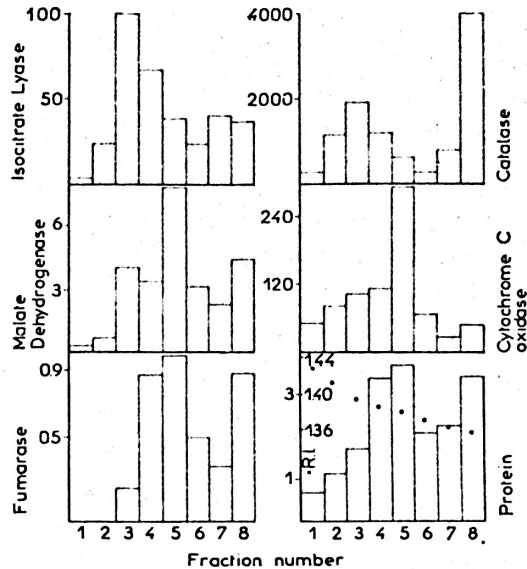 100
50
Isocitrate Lyase
4000
2000
Catalase
6
3
Malate
Dehydrogenase
240
120
Cytochrome C
oxidase
0.9
0.5
Fumarase
3
1
1.44
1.40
1.36
R.I.
Protein
1 2 3 4 5 6 7 8
1 2 3 4 5 6 7 8
Fraction number